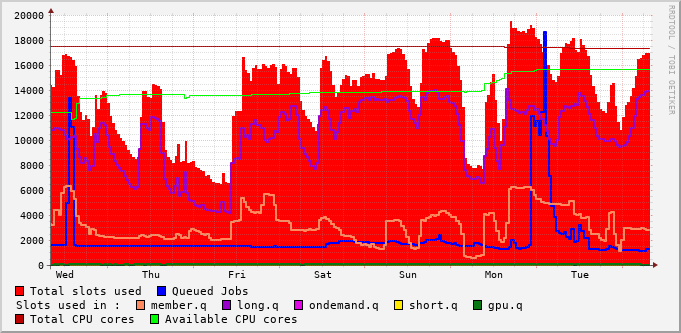 20000
18000
16000
14000
12000
10000
8000
6000
4000
2000
0
Wed Thu Fri Sat Sun Mon Tue
RRDTOOL / TOBI OETIKER
Total slots used Queued Jobs
Slots used in : member.q long.q ondemand.q short.q gpu.q
Total CPU cores Available CPU cores